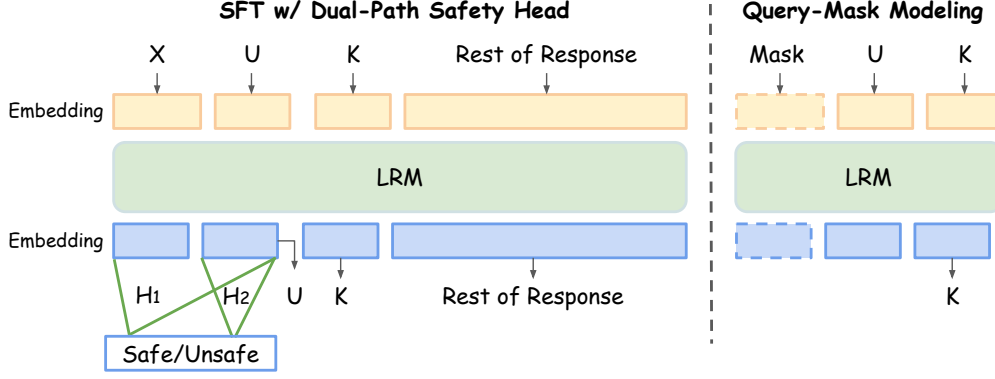 SFT w/ Dual-Path Safety Head
Query-Mask Modeling
X U K Rest of Response
Mask U K
Embedding
LRM
LRM
Embedding
H1 H2 U K Rest of Response
K
Safe/Unsafe